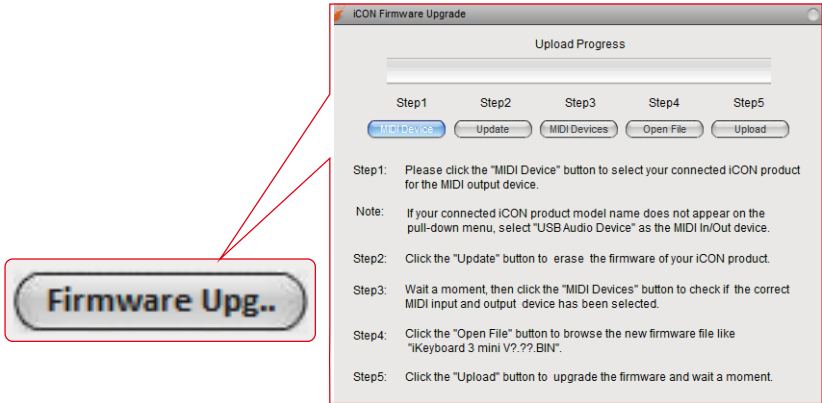 iCON Firmware Upgrade
Upload Progress
Step1 Step2 Step3 Step4 Step5
MIDI Device Update MIDI Devices Open File Upload
Step1: Please click the "MIDI Device" button to select your connected iCON product
for the MIDI output device.
Note: If your connected iCON product model name does not appear on the
pull-down menu, select "USB Audio Device" as the MIDI In/Out device.
Step2: Click the "Update" button to erase the firmware of your iCON product.
Step3: Wait a moment, then click the "MIDI Devices" button to check if the correct
MIDI input and output device has been selected.
Step4: Click the "Open File" button to browse the new firmware file like
"iKeyboard 3 mini V?.??.BIN".
Step5: Click the "Upload" button to upgrade the firmware and wait a moment.
Firmware Upg..